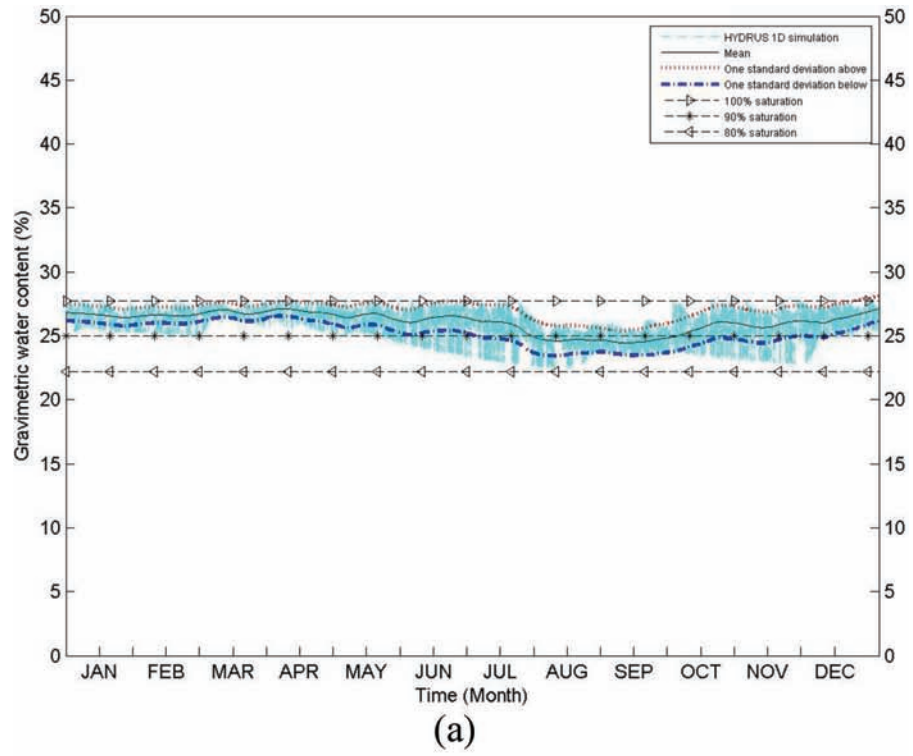 50
45
40
35
30
25
20
15
10
5
0
50
45
40
35
30
25
20
15
10
5
0
Gravimetric water content (%)
HYDRUS 1D simulation
Mean
One standard deviation above
One standard deviation below
100% saturation
90% saturation
80% saturation
JAN FEB MAR APR MAY JUN JUL AUG SEP OCT NOV DEC
Time (Month)
(a)